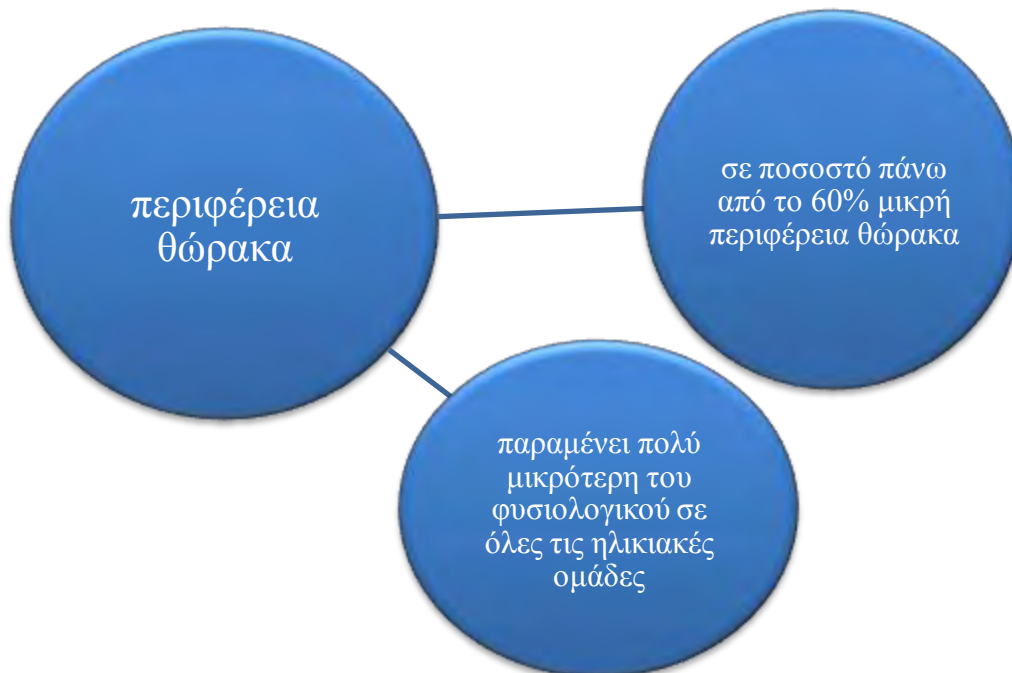 περιφέρεια
θώρακα
σε ποσοστό πάνω
από το 60% μικρή
περιφέρεια θώρακα
παραμένει πολύ
μικρότερη του
φυσιολογικού σε
όλες τις ηλικιακές
ομάδες